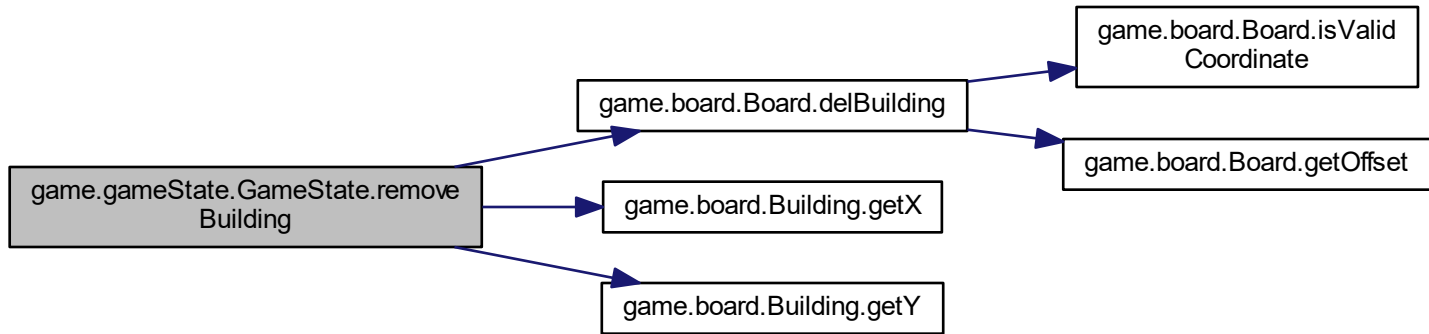 game.gameState.GameState.remove
Building
game.board.Board.delBuilding
game.board.Board.isValid
Coordinate
game.board.Board.getOffset
game.board.Building.getX
game.board.Building.getY